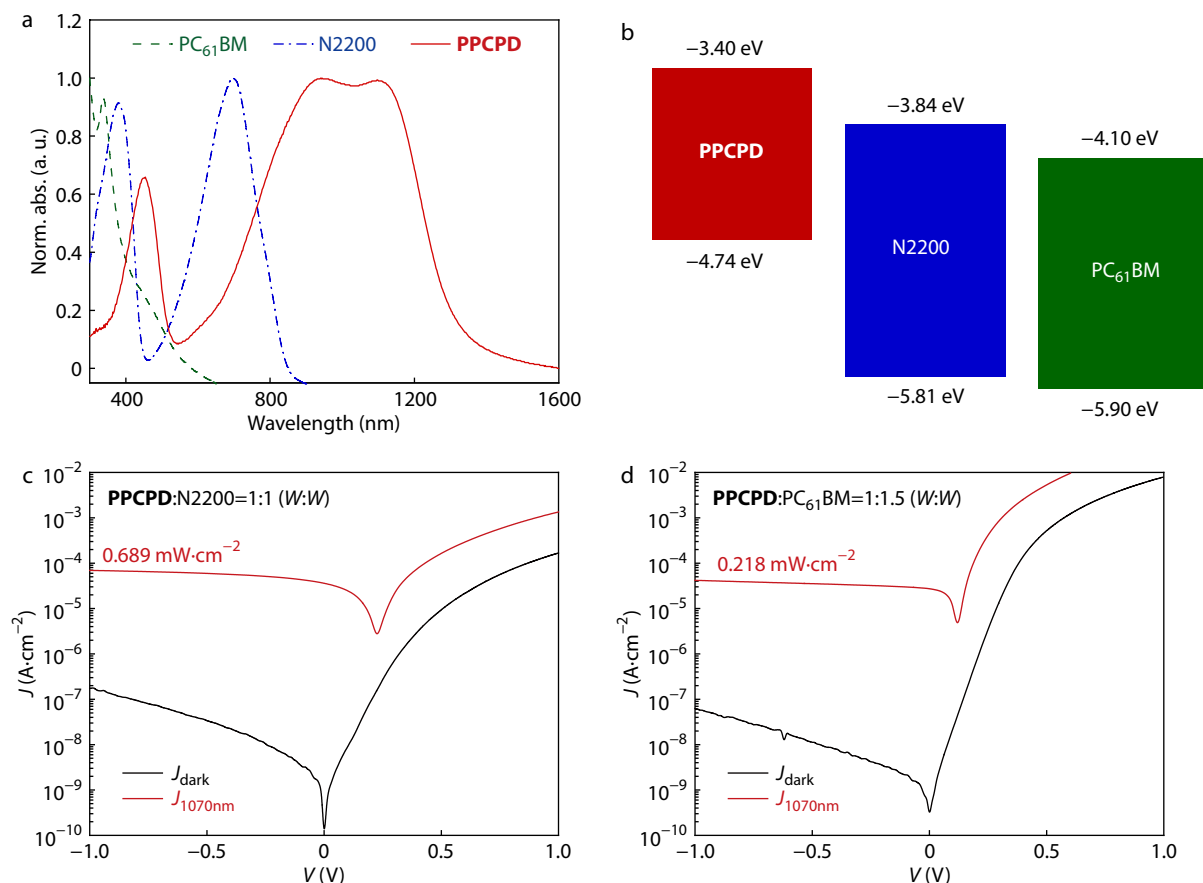 a
1.2
1.0
0.8
0.6
0.4
0.2
0
Norm. abs. (a. u.)
PC₆₁BM N2200 PPCPD
400 800 1200 1600
Wavelength (nm)
b
−3.40 eV
PPCPD
−4.74 eV
−3.84 eV
N2200
−5.81 eV
−4.10 eV
PC₆₁BM
−5.90 eV
c
10⁻²
10⁻³
10⁻⁴
10⁻⁵
10⁻⁶
10⁻⁷
10⁻⁸
10⁻⁹
10⁻¹⁰
J (A·cm⁻²)
PPCPD:N2200=1:1 (W:W)
0.689 mW·cm⁻²
J_dark
J_1070nm
−1.0 −0.5 0 0.5 1.0
V (V)
d
10⁻²
10⁻³
10⁻⁴
10⁻⁵
10⁻⁶
10⁻⁷
10⁻⁸
10⁻⁹
10⁻¹⁰
J (A·cm⁻²)
PPCPD:PC₆₁BM=1:1.5 (W:W)
0.218 mW·cm⁻²
J_dark
J_1070nm
−1.0 −0.5 0 0.5 1.0
V (V)